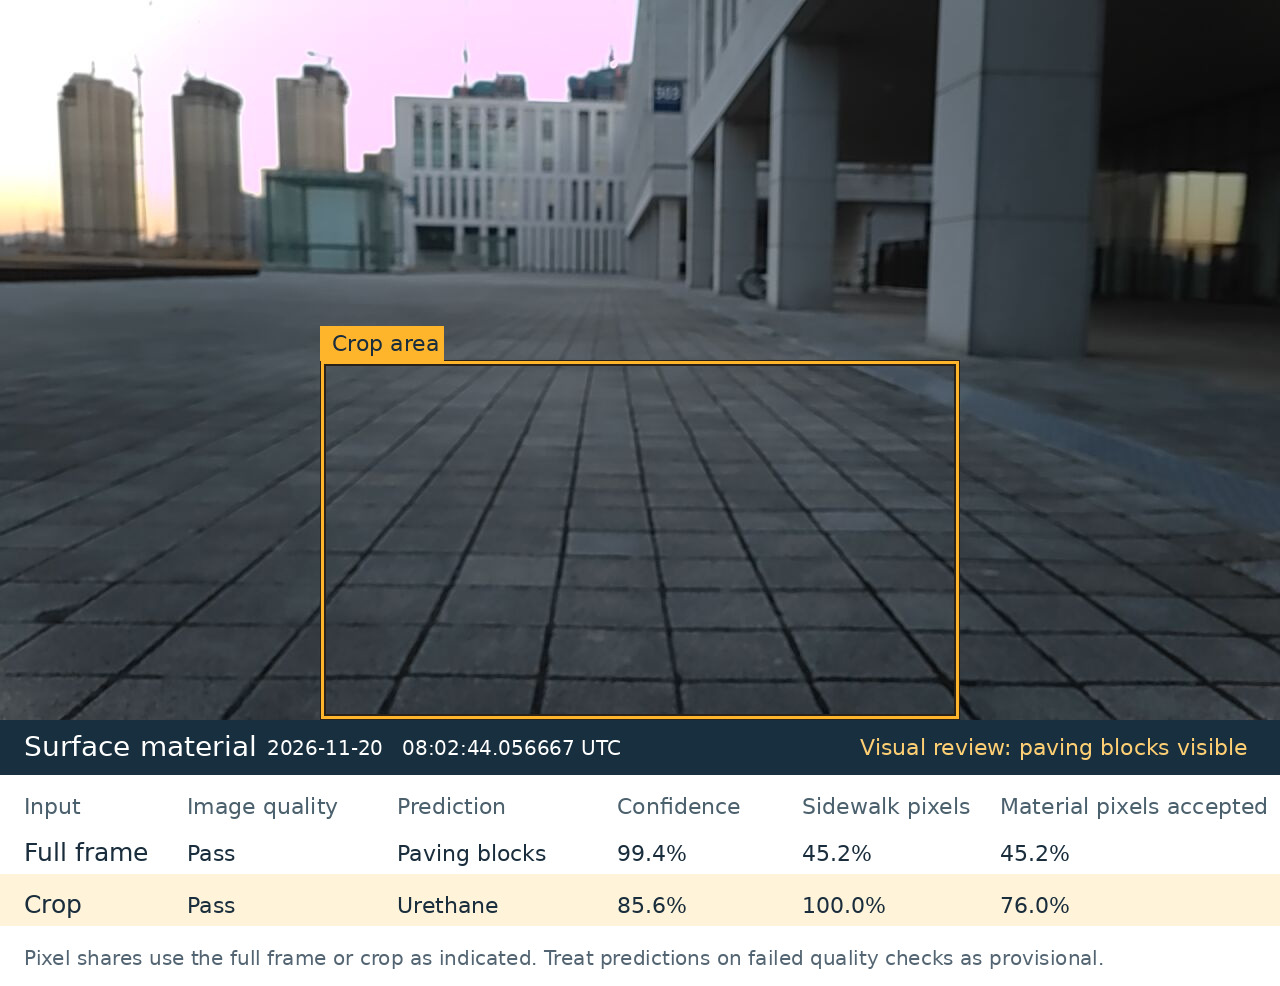 989
Crop area
Surface material 2026-11-20 08:02:44.056667 UTC Visual review: paving blocks visible
Input Image quality Prediction Confidence Sidewalk pixels Material pixels accepted
Full frame Pass Paving blocks 99.4% 45.2% 45.2%
Crop Pass Urethane 85.6% 100.0% 76.0%
Pixel shares use the full frame or crop as indicated. Treat predictions on failed quality checks as provisional.